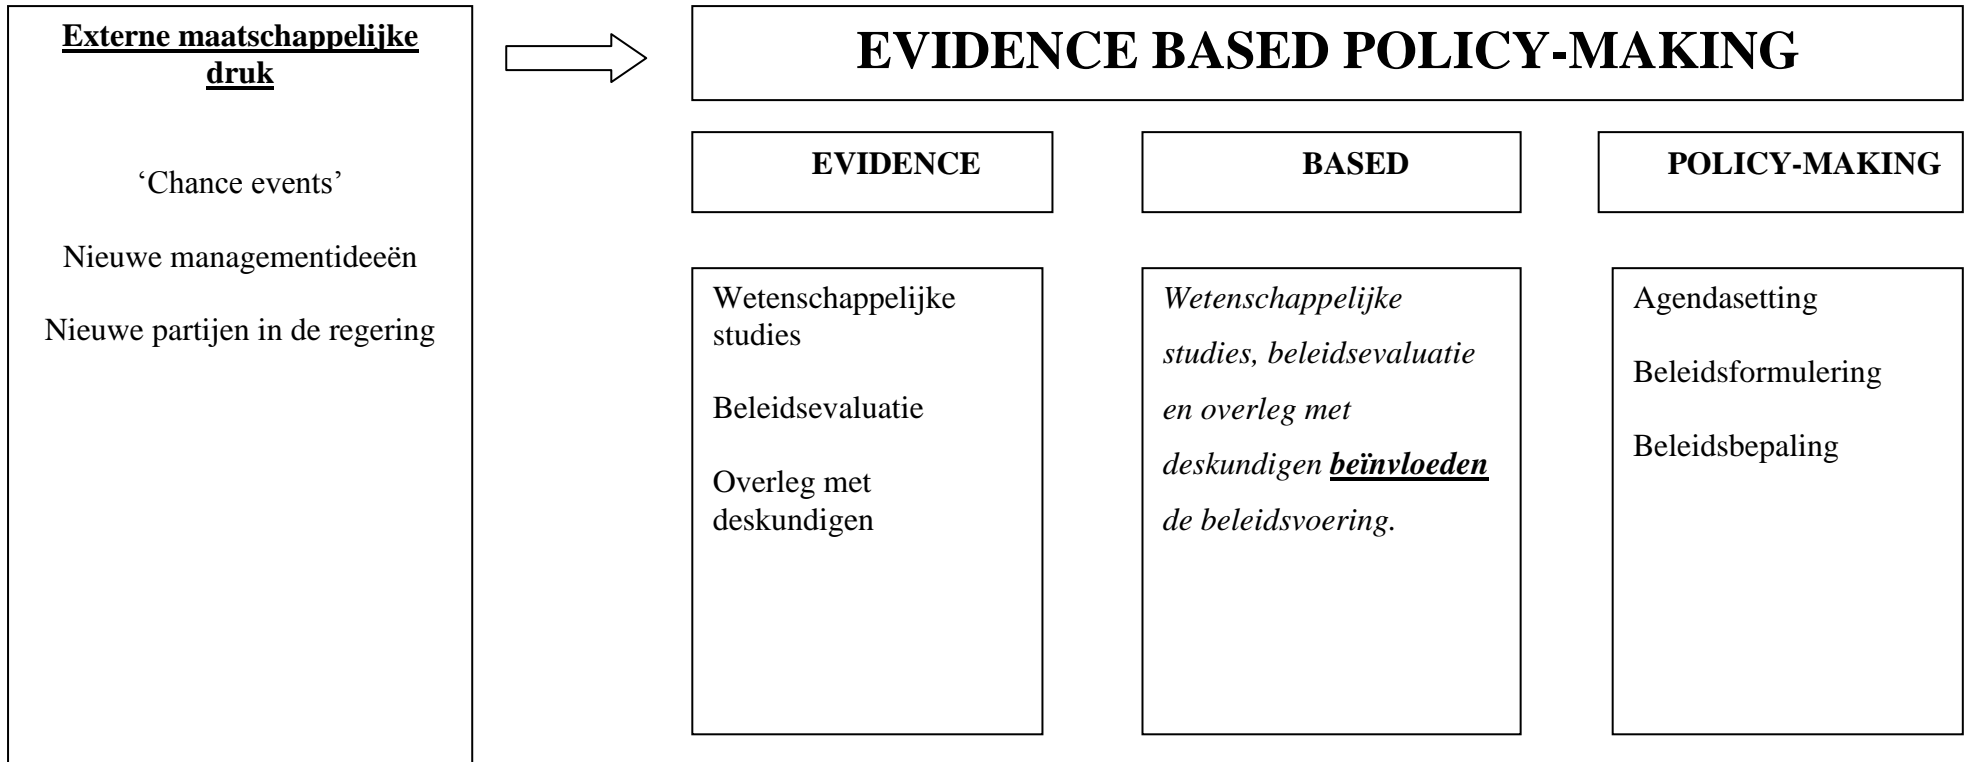 Externe maatschappelijke
druk
‘Chance events’
Nieuwe managementideeën
Nieuwe partijen in de regering
EVIDENCE BASED POLICY-MAKING
EVIDENCE
Wetenschappelijke
studies
Beleidsevaluatie
Overleg met
deskundigen
BASED
Wetenschappelijke
studies, beleidsevaluatie
en overleg met
deskundigen beïnvloeden
de beleidsvoering.
POLICY-MAKING
Agendasetting
Beleidsformulering
Beleidsbepaling